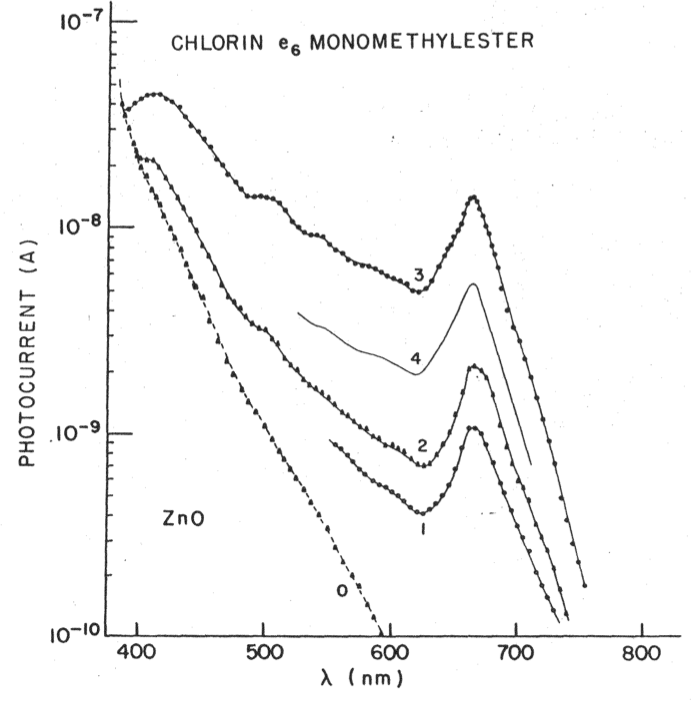 10⁻⁷
CHLORIN e₆ MONOMETHYLESTER
10⁻⁸
3
4
10⁻⁹
2
1
ZnO
0
10⁻¹⁰
400 500 600 700 800
λ (nm)
PHOTOCURRENT (A)